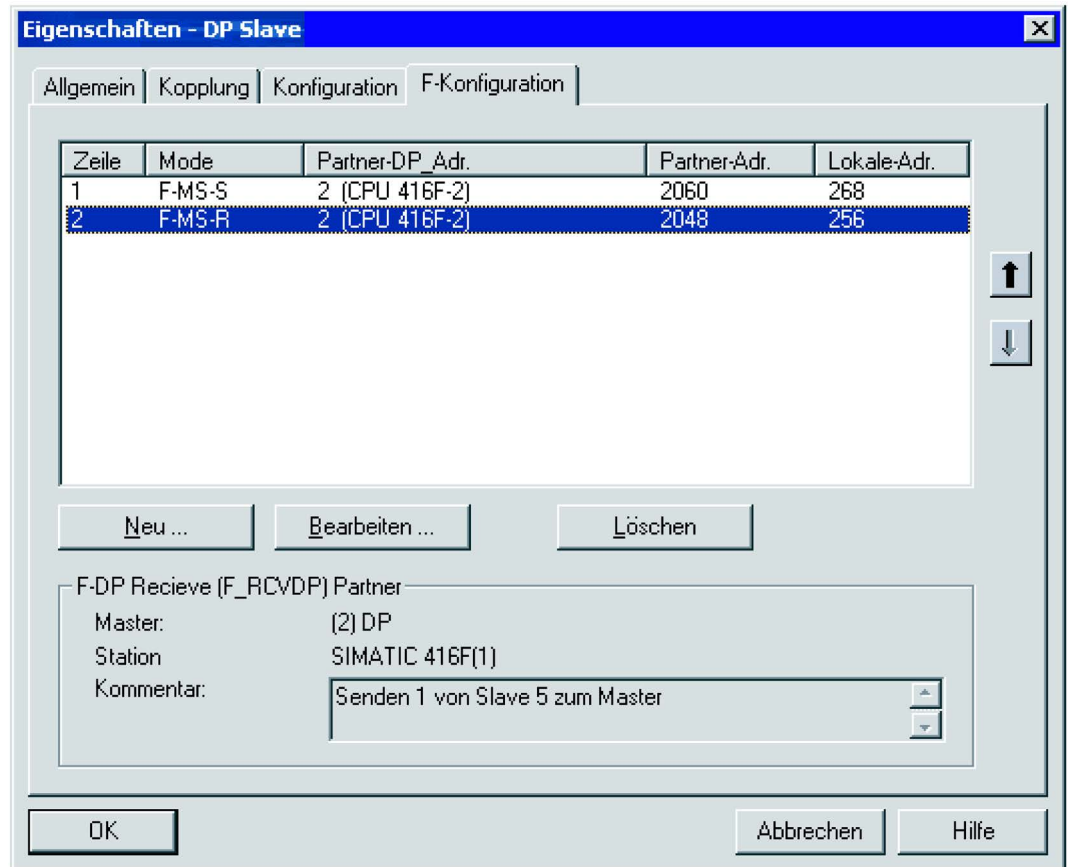 Eigenschaften - DP Slave
Allgemein Kopplung Konfiguration F-Konfiguration
Zeile Mode Partner-DP_Adr. Partner-Adr. Lokale-Adr.
1 F-MS-S 2 (CPU 416F-2) 2060 268
2 F-MS-R 2 (CPU 416F-2) 2048 256
Neu ... Bearbeiten ... Löschen
F-DP Recieve (F_RCVDP) Partner
Master: (2) DP
Station SIMATIC 416F(1)
Kommentar: Senden 1 von Slave 5 zum Master
OK Abbrechen Hilfe